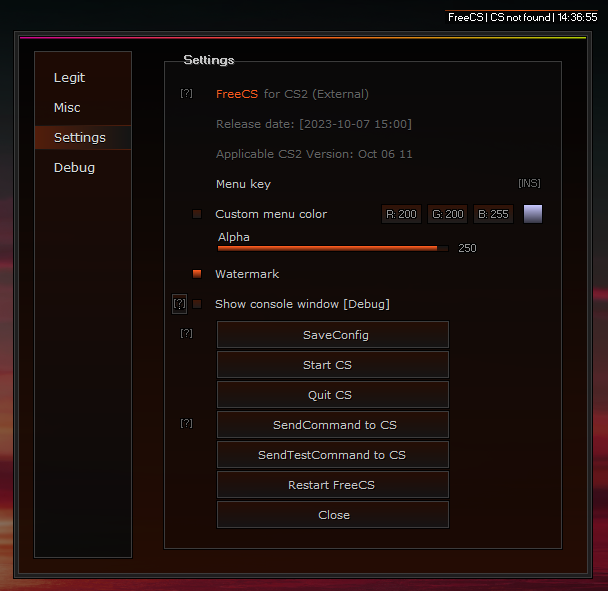 FreeCS | CS not found | 14:36:55
Legit
Misc
Settings
Debug
Settings
[?] FreeCS for CS2 (External)
Release date: [2023-10-07 15:00]
Applicable CS2 Version: Oct 06 11
Menu key [INS]
Custom menu color R: 200 G: 200 B: 255
Alpha
250
Watermark
[?] Show console window [Debug]
[?] SaveConfig
Start CS
Quit CS
[?] SendCommand to CS
SendTestCommand to CS
Restart FreeCS
Close